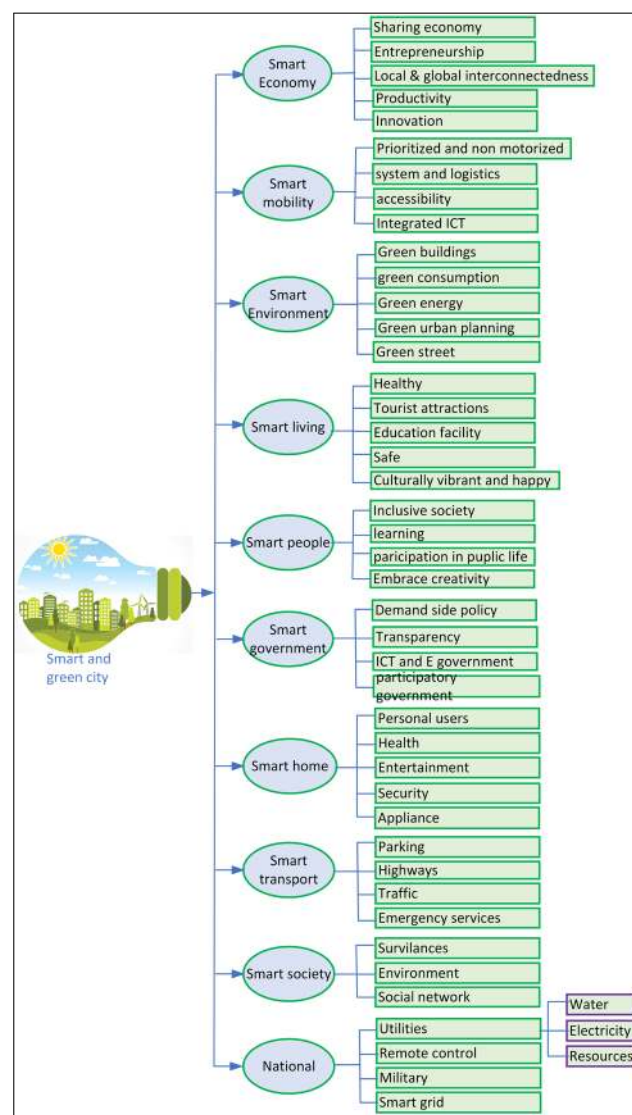 Smart
Economy
Sharing economy
Entrepreneurship
Local & global interconnectedness
Productivity
Innovation
Smart
mobility
Prioritized and non motorized
system and logistics
accessibility
Integrated ICT
Smart
Environment
Green buildings
green consumption
Green energy
Green urban planning
Green street
Smart living
Healthy
Tourist attractions
Education facility
Safe
Culturally vibrant and happy
Smart people
Inclusive society
learning
paricipation in puplic life
Embrace creativity
Smart and
green city
Smart
government
Demand side policy
Transparency
ICT and E government
participatory
government
Smart home
Personal users
Health
Entertainment
Security
Appliance
Smart
transport
Parking
Highways
Traffic
Emergency services
Smart society
Survilances
Environment
Social network
National
Utilities
Remote control
Military
Smart grid
Water
Electricity
Resources